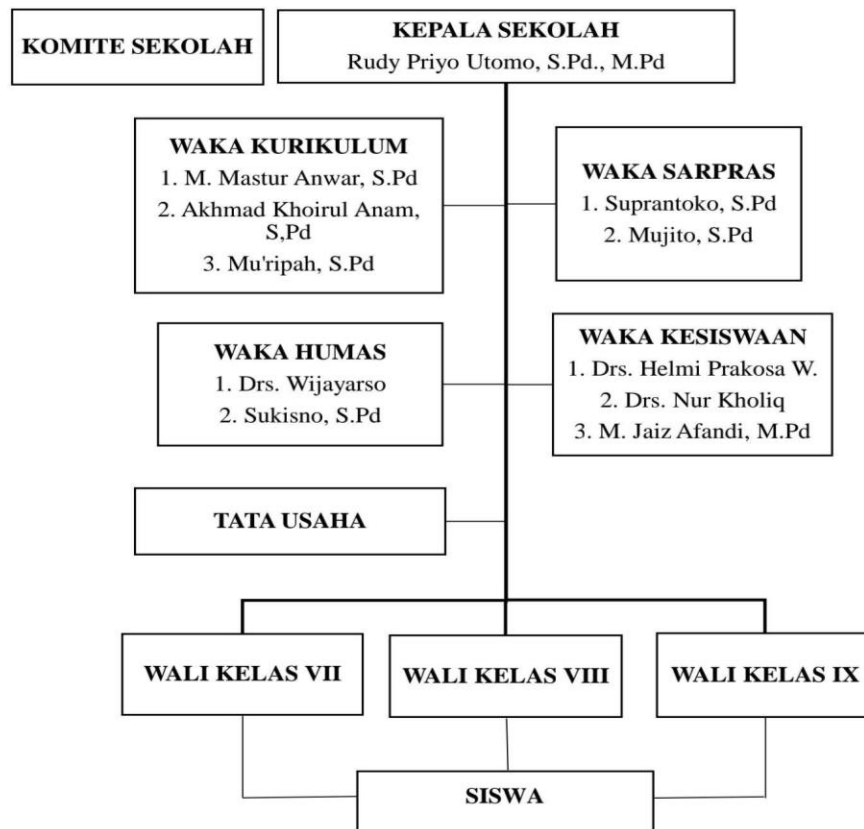 KOMITE SEKOLAH
KEPALA SEKOLAH
Rudy Priyo Utomo, S.Pd., M.Pd
WAKA KURIKULUM
1. M. Mastur Anwar, S.Pd
2. Akhmad Khoirul Anam,
S,Pd
3. Mu'ripah, S.Pd
WAKA SARPRAS
1. Suprantoko, S.Pd
2. Mujito, S.Pd
WAKA HUMAS
1. Drs. Wijayarso
2. Sukisno, S.Pd
WAKA KESISWAAN
1. Drs. Helmi Prakosa W.
2. Drs. Nur Kholiq
3. M. Jaiz Afandi, M.Pd
TATA USAHA
WALI KELAS VII
WALI KELAS VIII
WALI KELAS IX
SISWA